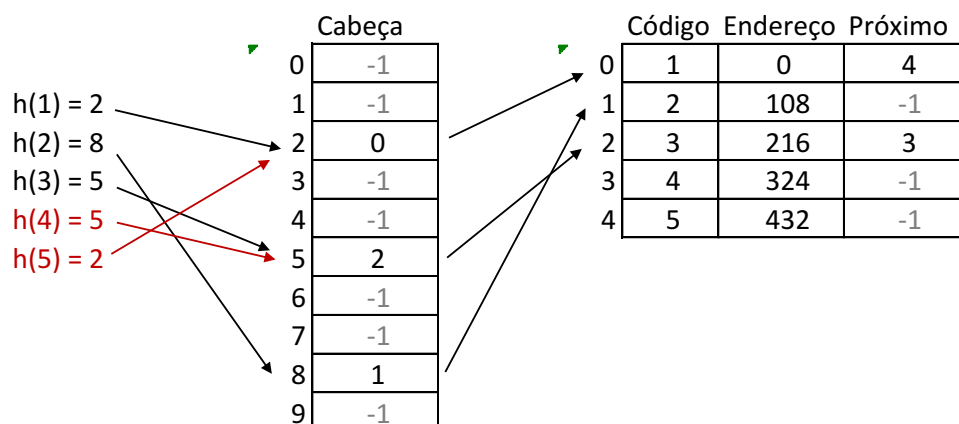 Cabeça
Código Endereço Próximo
0 -1
1 -1
2 0
3 -1
4 -1
5 2
6 -1
7 -1
8 1
9 -1
h(1) = 2
h(2) = 8
h(3) = 5
h(4) = 5
h(5) = 2
0 1 0 4
1 2 108 -1
2 3 216 3
3 4 324 -1
4 5 432 -1